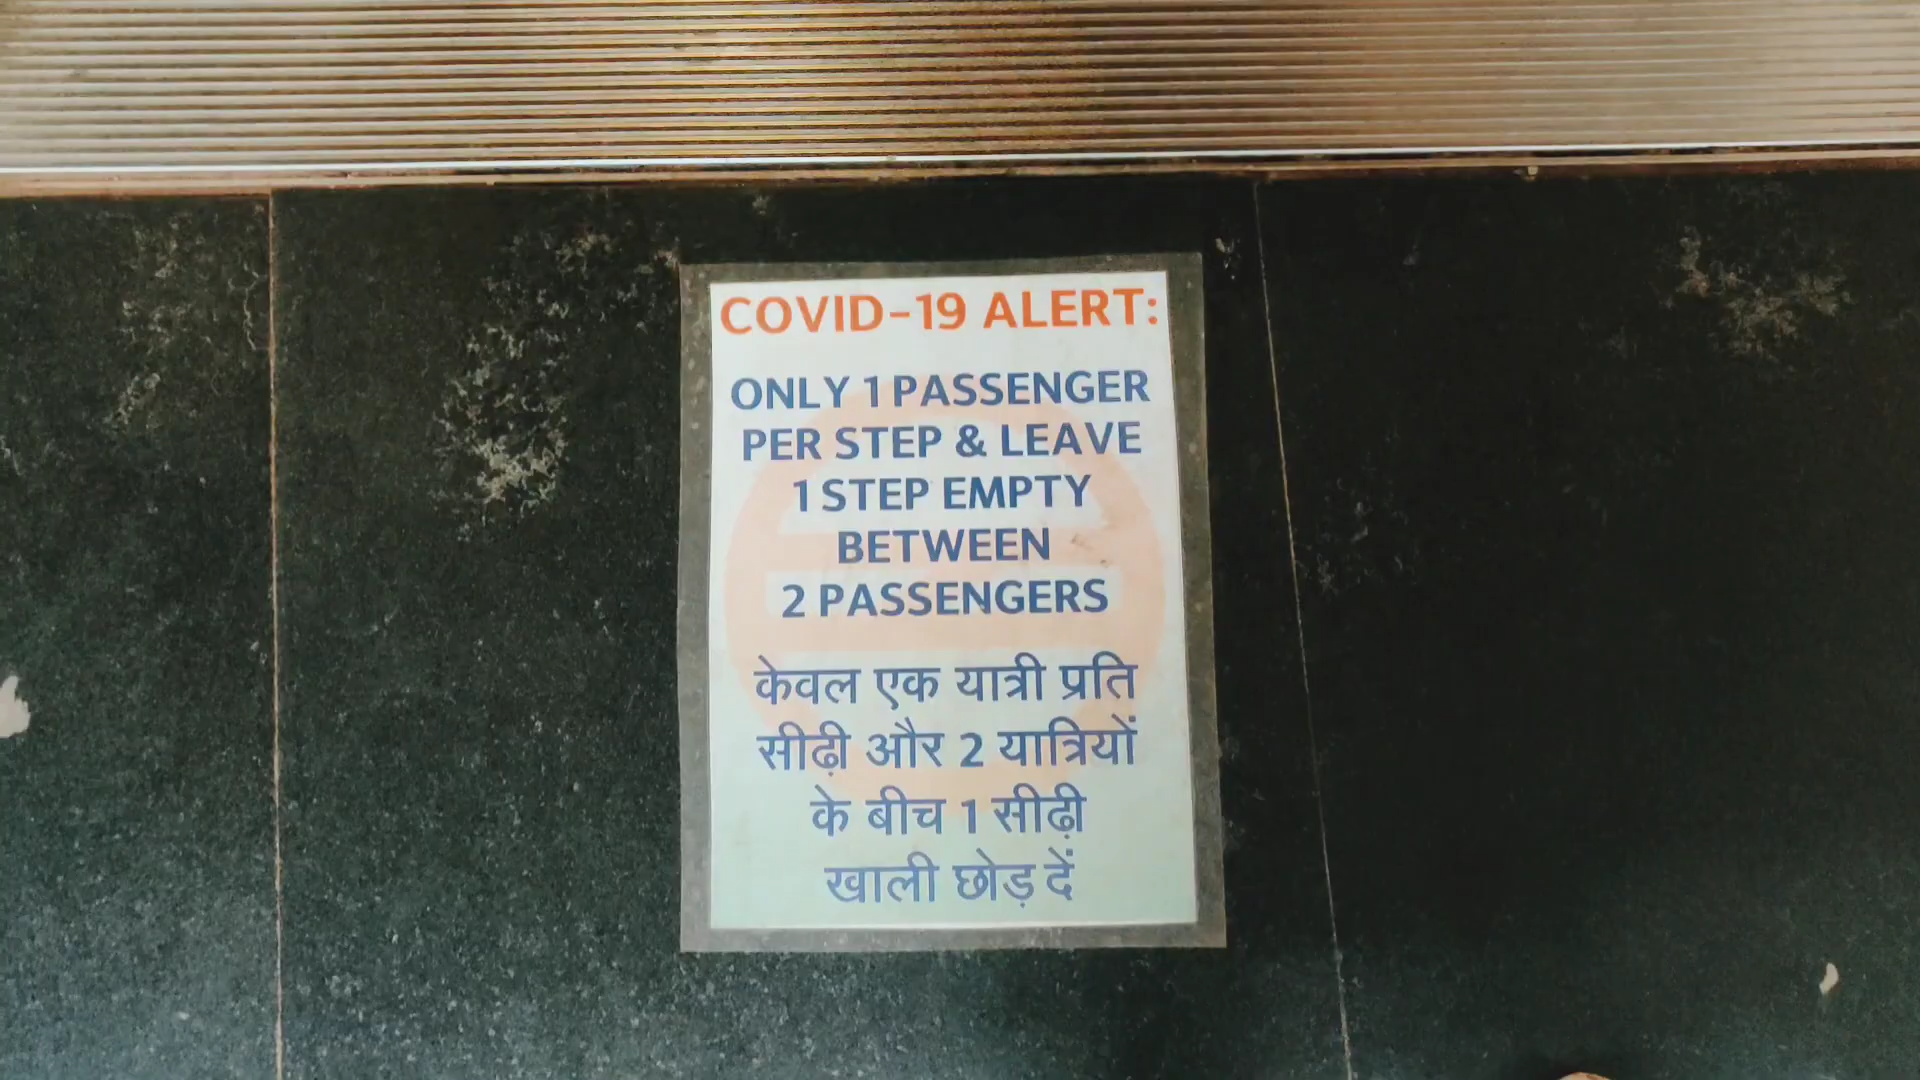 COVID-19 ALERT:
ONLY 1 PASSENGER
PER STEP & LEAVE
1 STEP EMPTY
BETWEEN
2 PASSENGERS
केवल एक यात्री प्रति
सीढ़ी और 2 यात्रियों
के बीच 1 सीढ़ी
खाली छोड़ दें